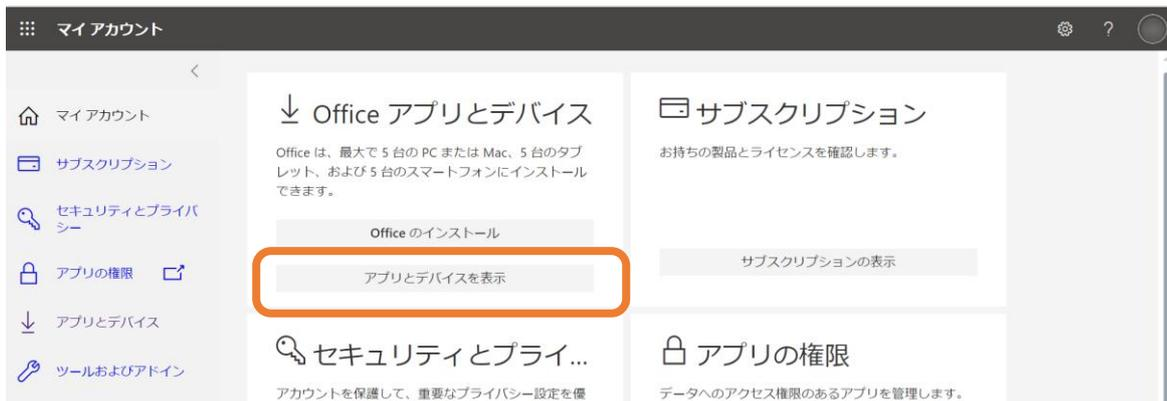 マイ アカウント
?
マイ アカウント
サブスクリプション
セキュリティとプライバ
シー
アプリの権限
アプリとデバイス
ツールおよびアドイン
Office アプリとデバイス
Office は、最大で 5 台の PC または Mac、5 台のタブ
レット、および 5 台のスマートフォンにインストール
できます。
Office のインストール
アプリとデバイスを表示
サブスクリプション
お持ちの製品とライセンスを確認します。
サブスクリプションの表示
セキュリティとプライ...
アカウントを保護して、重要なプライバシー設定を優
アプリの権限
データへのアクセス権限のあるアプリを管理します。